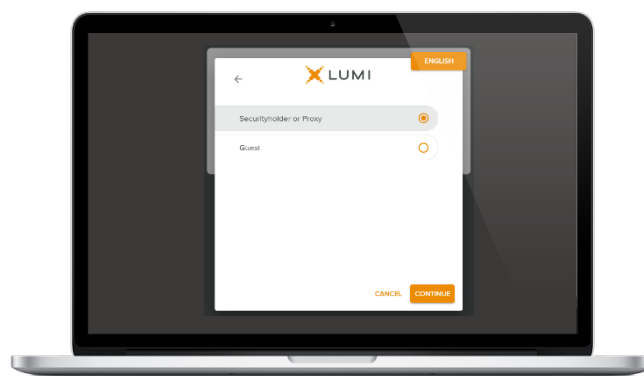 ENGLISH
LUMI
Securityholder or Proxy
Guest
CANCEL
CONTINUE